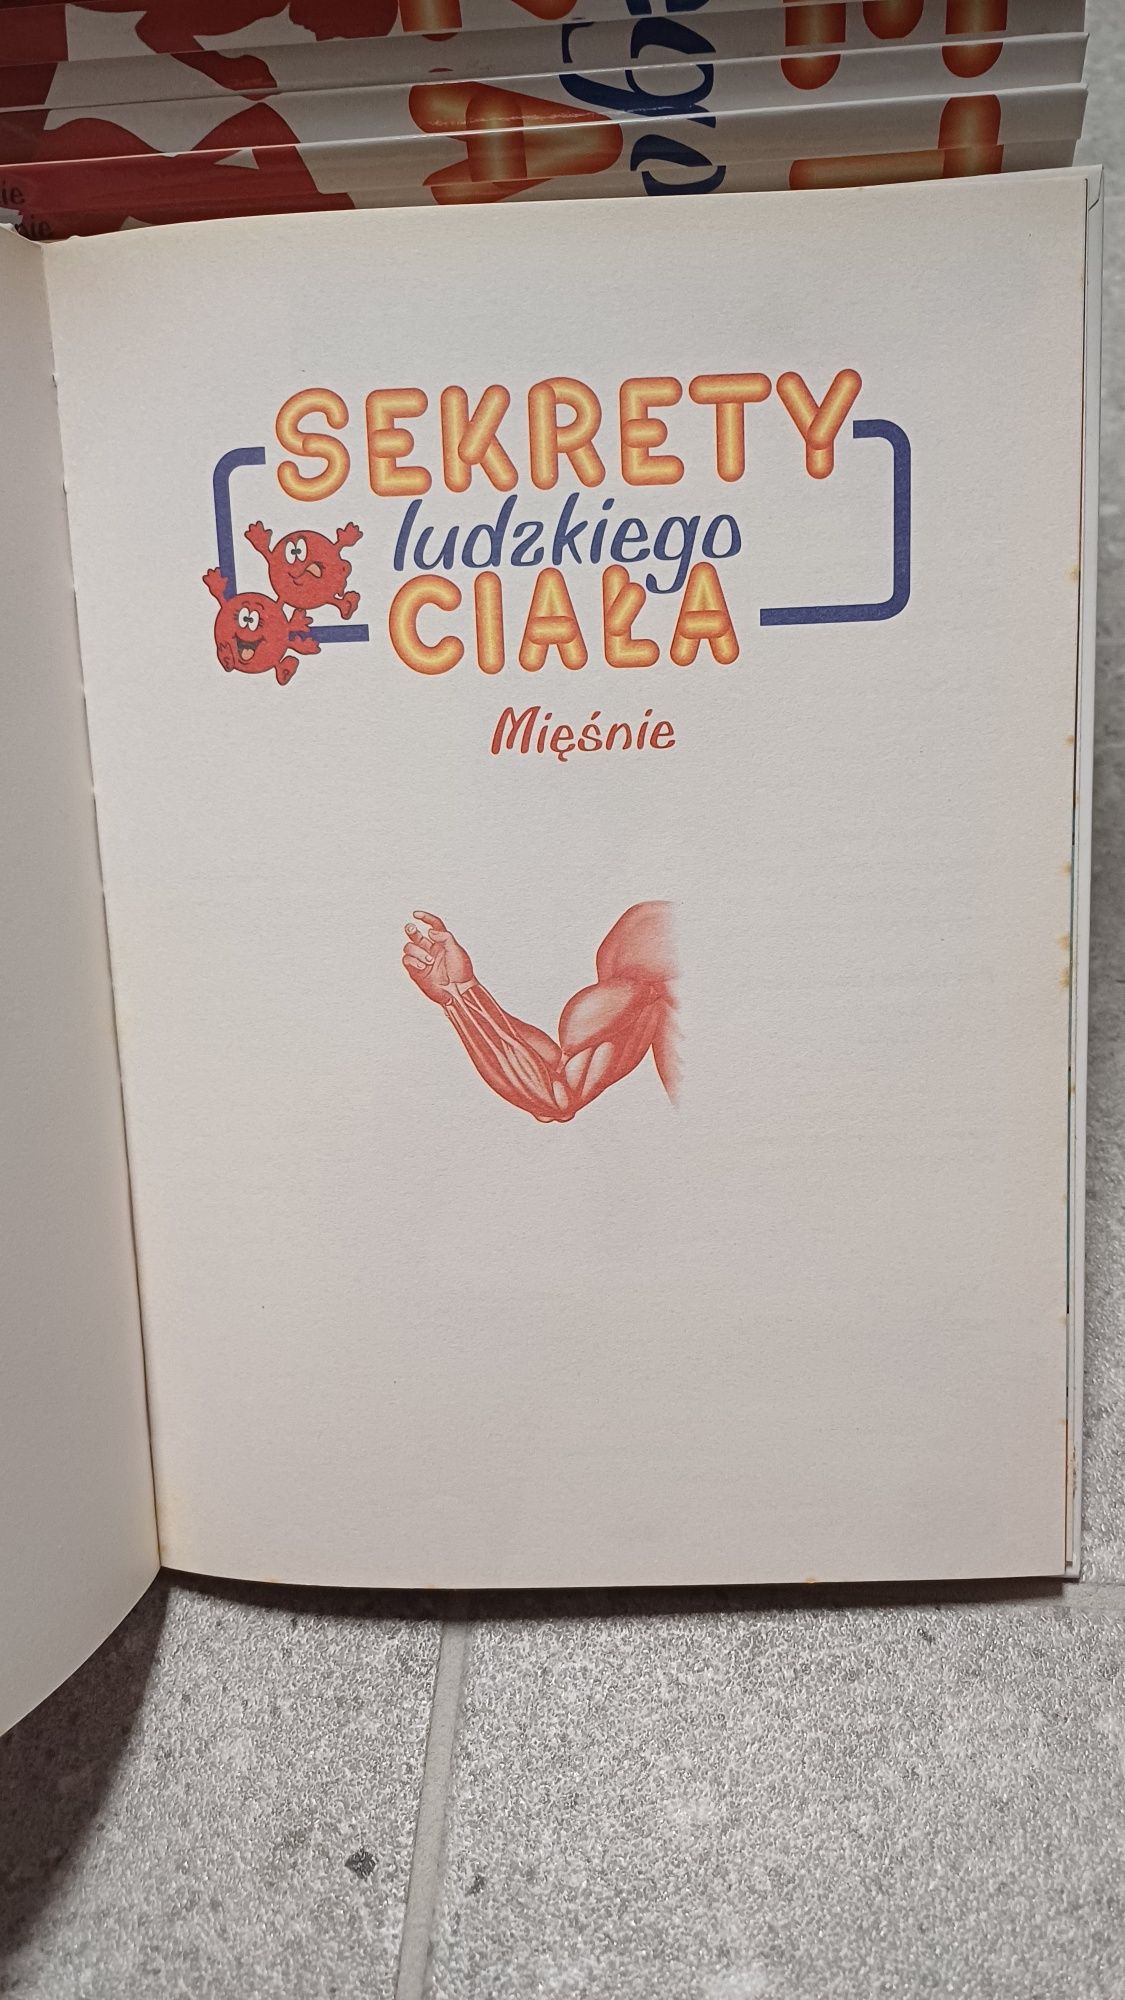 SEKRETY
ludzkiego
CIAŁA
Mięśnie